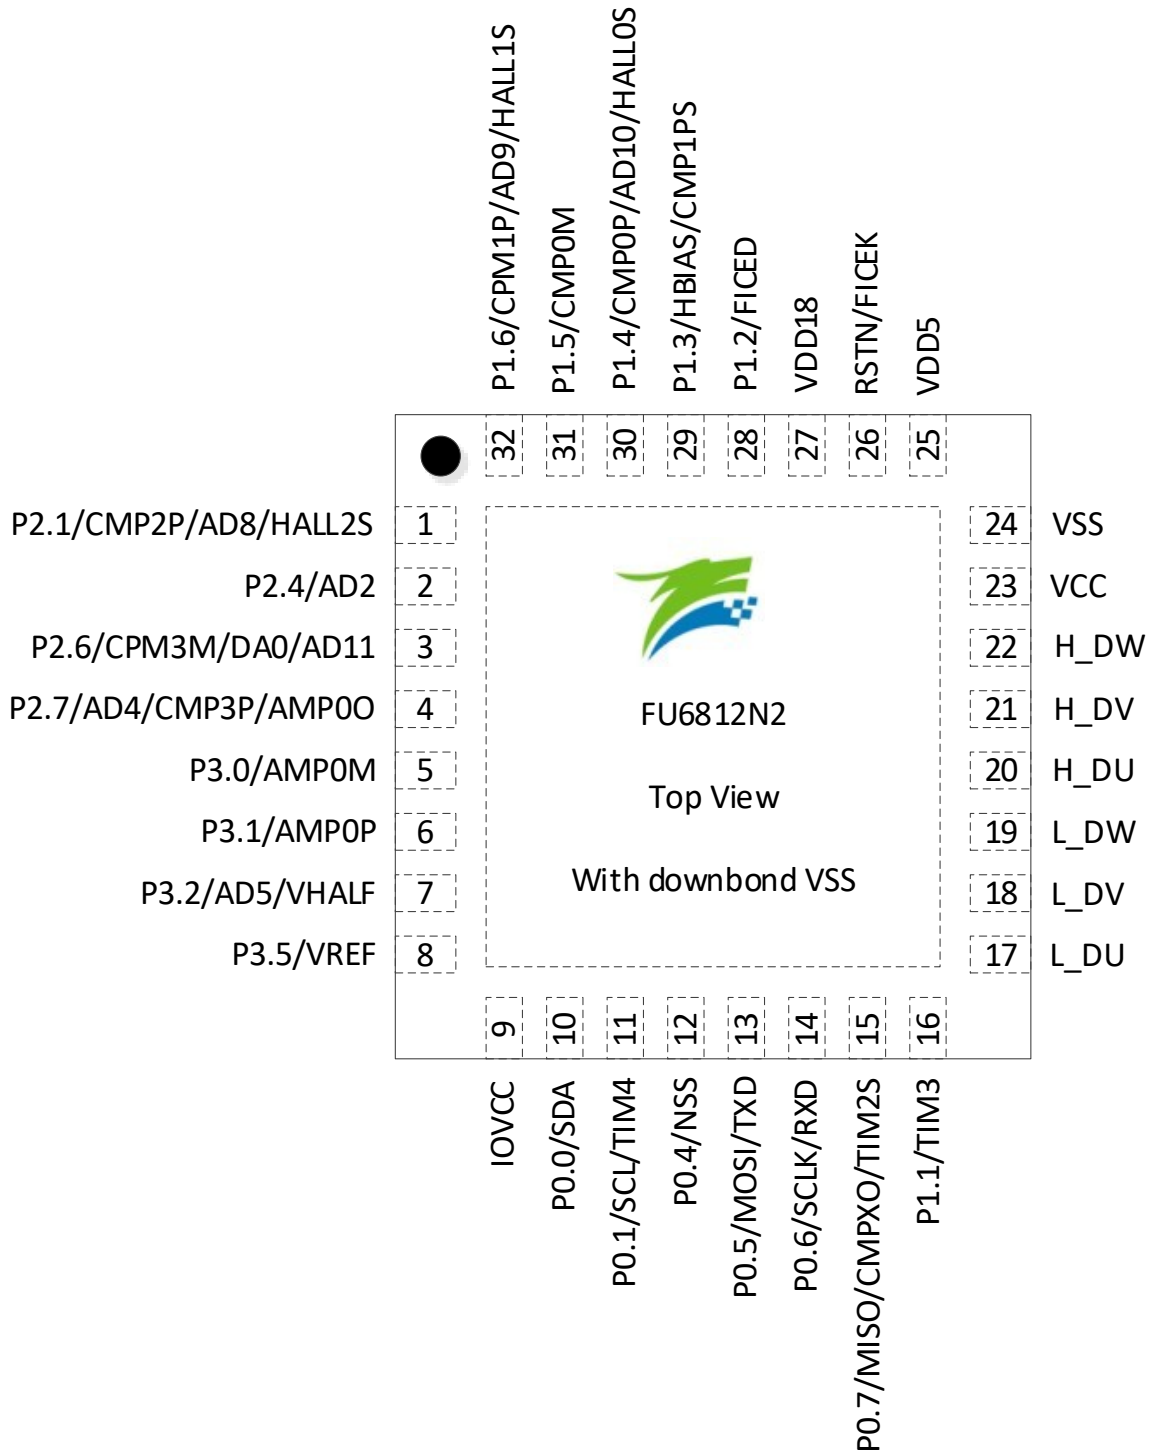 P1.6/CPM1P/AD9/HALL1S
P1.5/CMP0M
P1.4/CMP0P/AD10/HALL0S
P1.3/HBIAS/CMP1PS
P1.2/FICED
VDD18
RSTN/FICEK
VDD5
32
31
30
29
28
27
26
25
P2.1/CMP2P/AD8/HALL2S
1
P2.4/AD2
2
P2.6/CPM3M/DA0/AD11
3
P2.7/AD4/CMP3P/AMP0O
4
P3.0/AMP0M
5
P3.1/AMP0P
6
P3.2/AD5/VHALF
7
P3.5/VREF
8
FU6812N2
Top View
With downbond VSS
24
VSS
23
VCC
22
H_DW
21
H_DV
20
H_DU
19
L_DW
18
L_DV
17
L_DU
9
10
11
12
13
14
15
16
IOVCC
P0.0/SDA
P0.1/SCL/TIM4
P0.4/NSS
P0.5/MOSI/TXD
P0.6/SCLK/RXD
P0.7/MISO/CMPXO/TIM2S
P1.1/TIM3